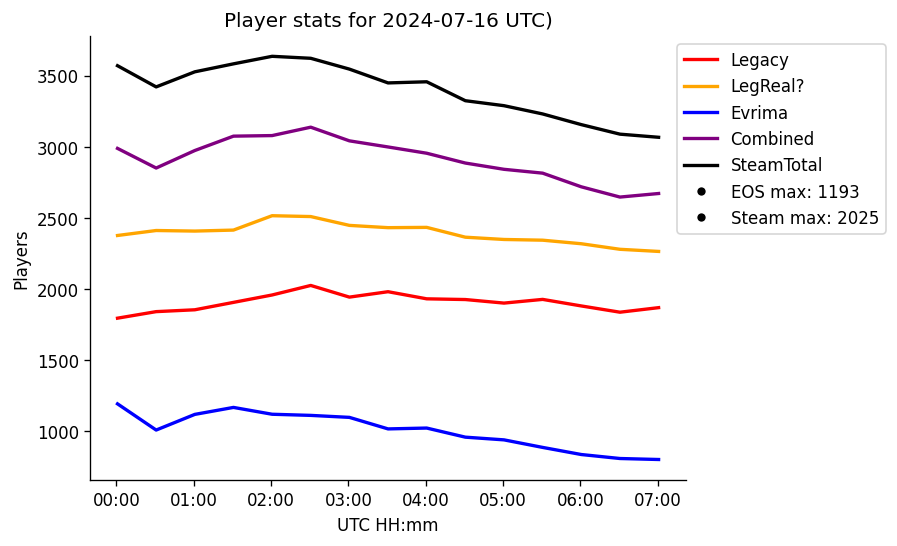 Player stats for 2024-07-16 UTC)
Players
3500
3000
2500
2000
1500
1000
00:00 01:00 02:00 03:00 04:00 05:00 06:00 07:00
UTC HH:mm
Legacy
LegReal?
Evrima
Combined
SteamTotal
EOS max: 1193
Steam max: 2025